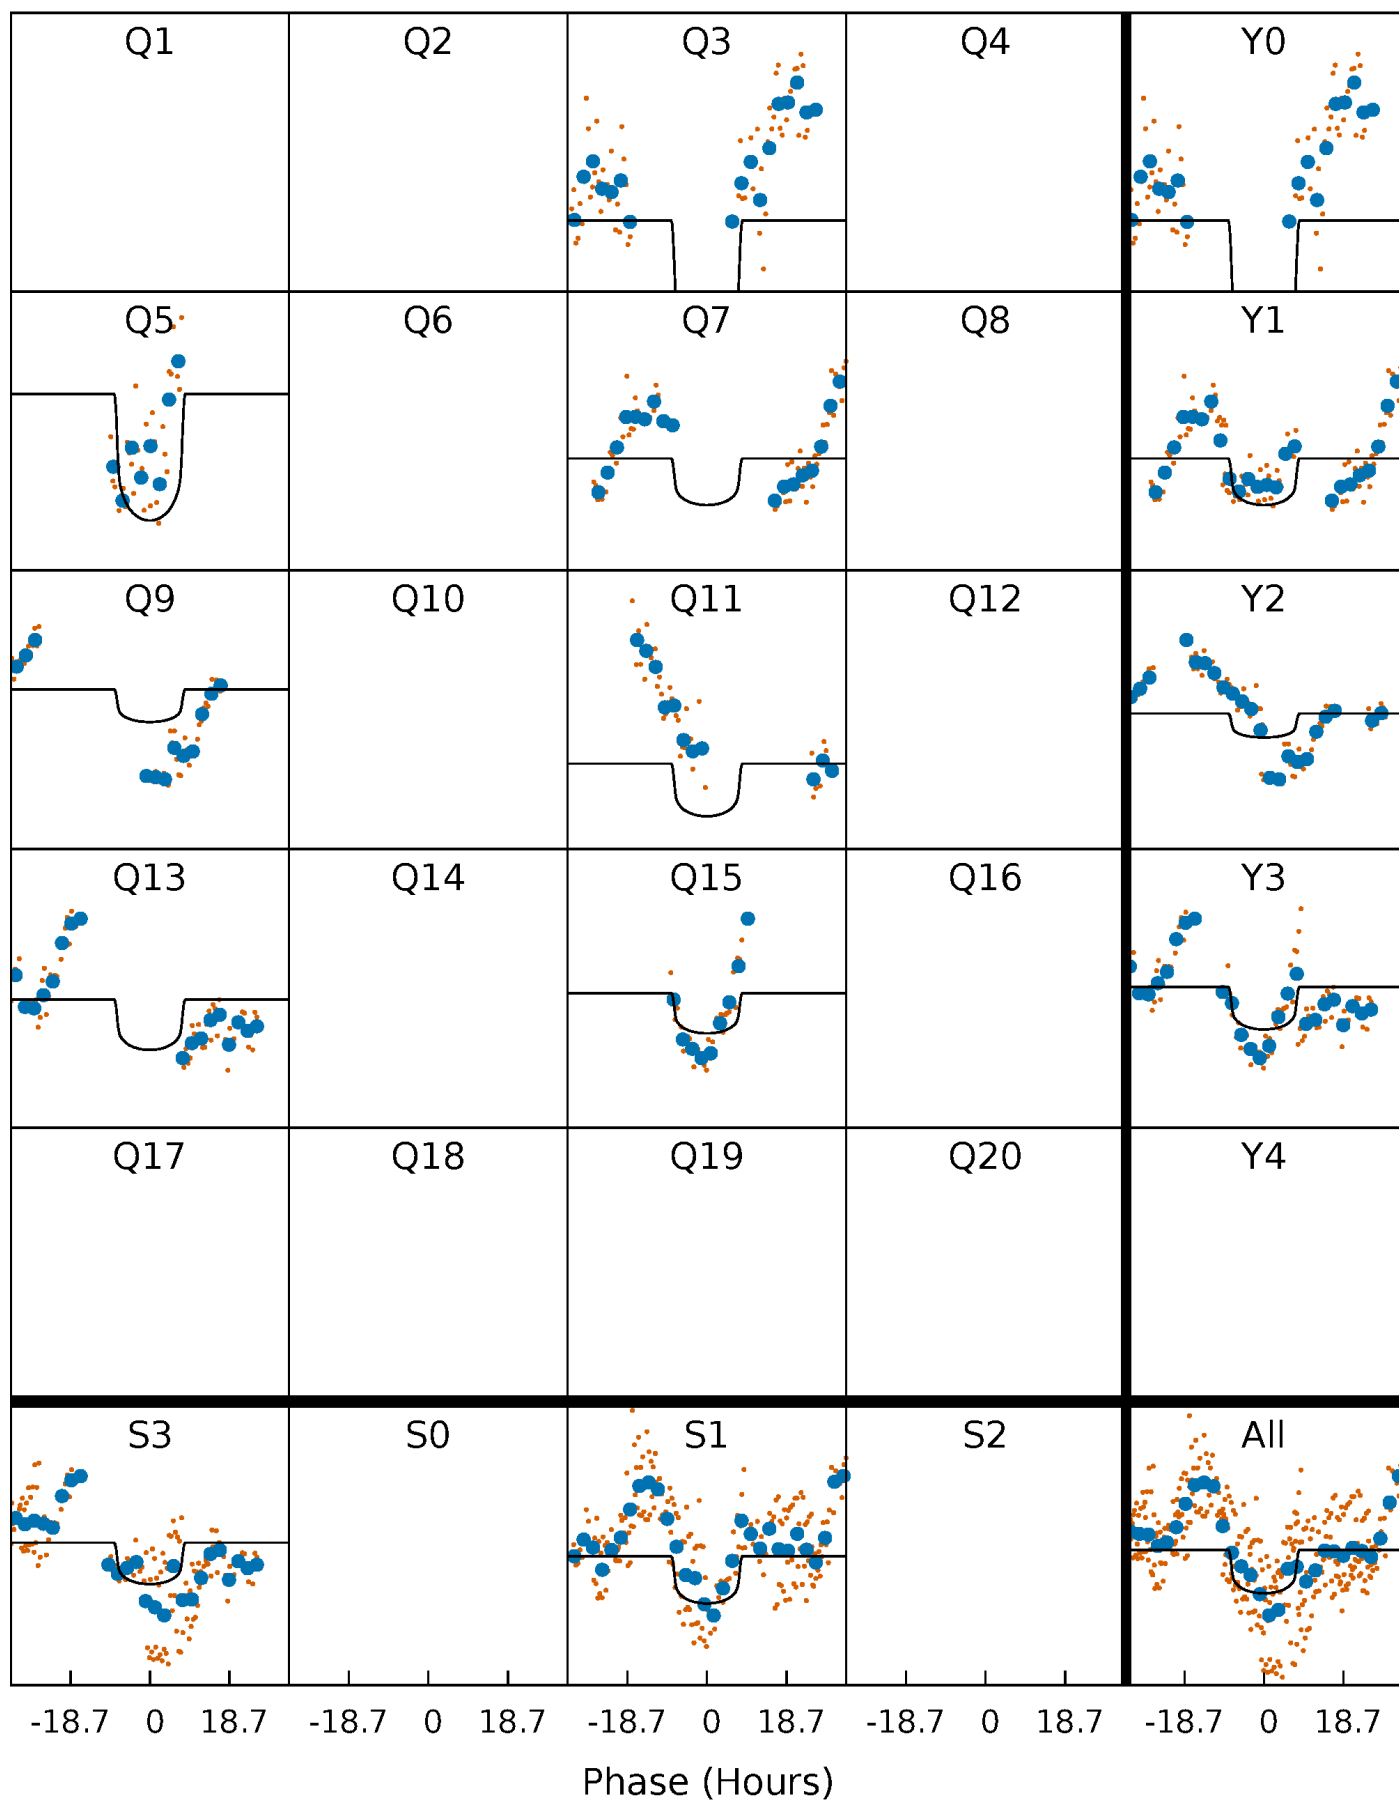 Q1 Q2 Q3 Q4 Y0
Q5 Q6 Q7 Q8 Y1
Q9 Q10 Q11 Q12 Y2
Q13 Q14 Q15 Q16 Y3
Q17 Q18 Q19 Q20 Y4
S3 S0 S1 S2 All
-18.7 0 18.7 -18.7 0 18.7 -18.7 0 18.7 -18.7 0 18.7 -18.7 0 18.7
Phase (Hours)